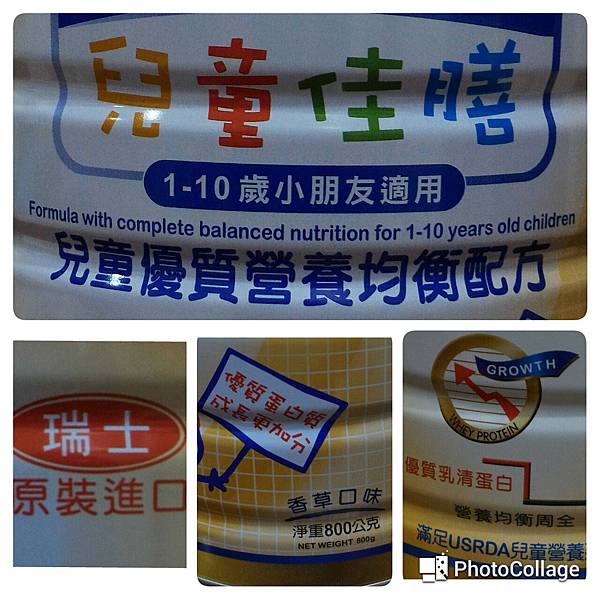 兒童佳膳
1-10歲小朋友適用
Formula with complete balanced nutrition for 1-10 years old children
兒童優質營養均衡配方
瑞士
原裝進口
優質蛋白質
成長更加分
香草口味
淨重800公克
NET WEIGHT 800g
GROWTH
WHEY PROTEIN
優質乳清蛋白
營養均衡周全
滿足USRDA兒童營養
PhotoCollage